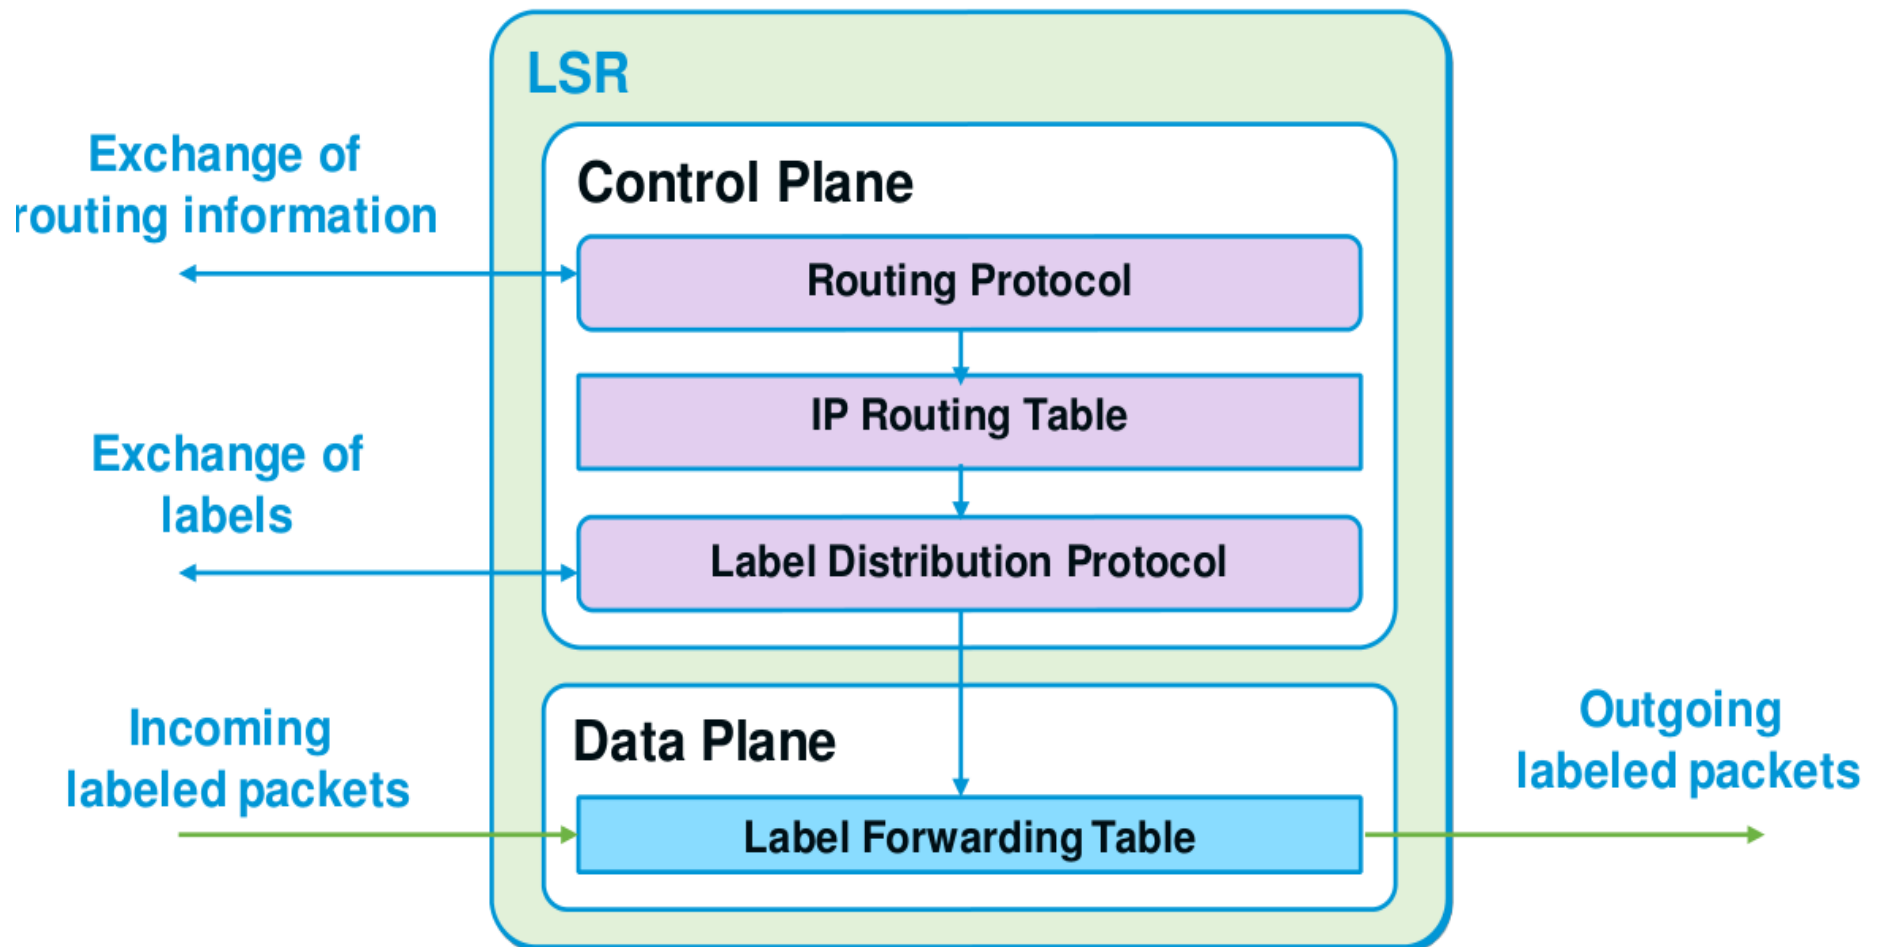 LSR
Exchange of
routing information
Control Plane
Routing Protocol
IP Routing Table
Exchange of
labels
Label Distribution Protocol
Incoming
labeled packets
Data Plane
Label Forwarding Table
Outgoing
labeled packets